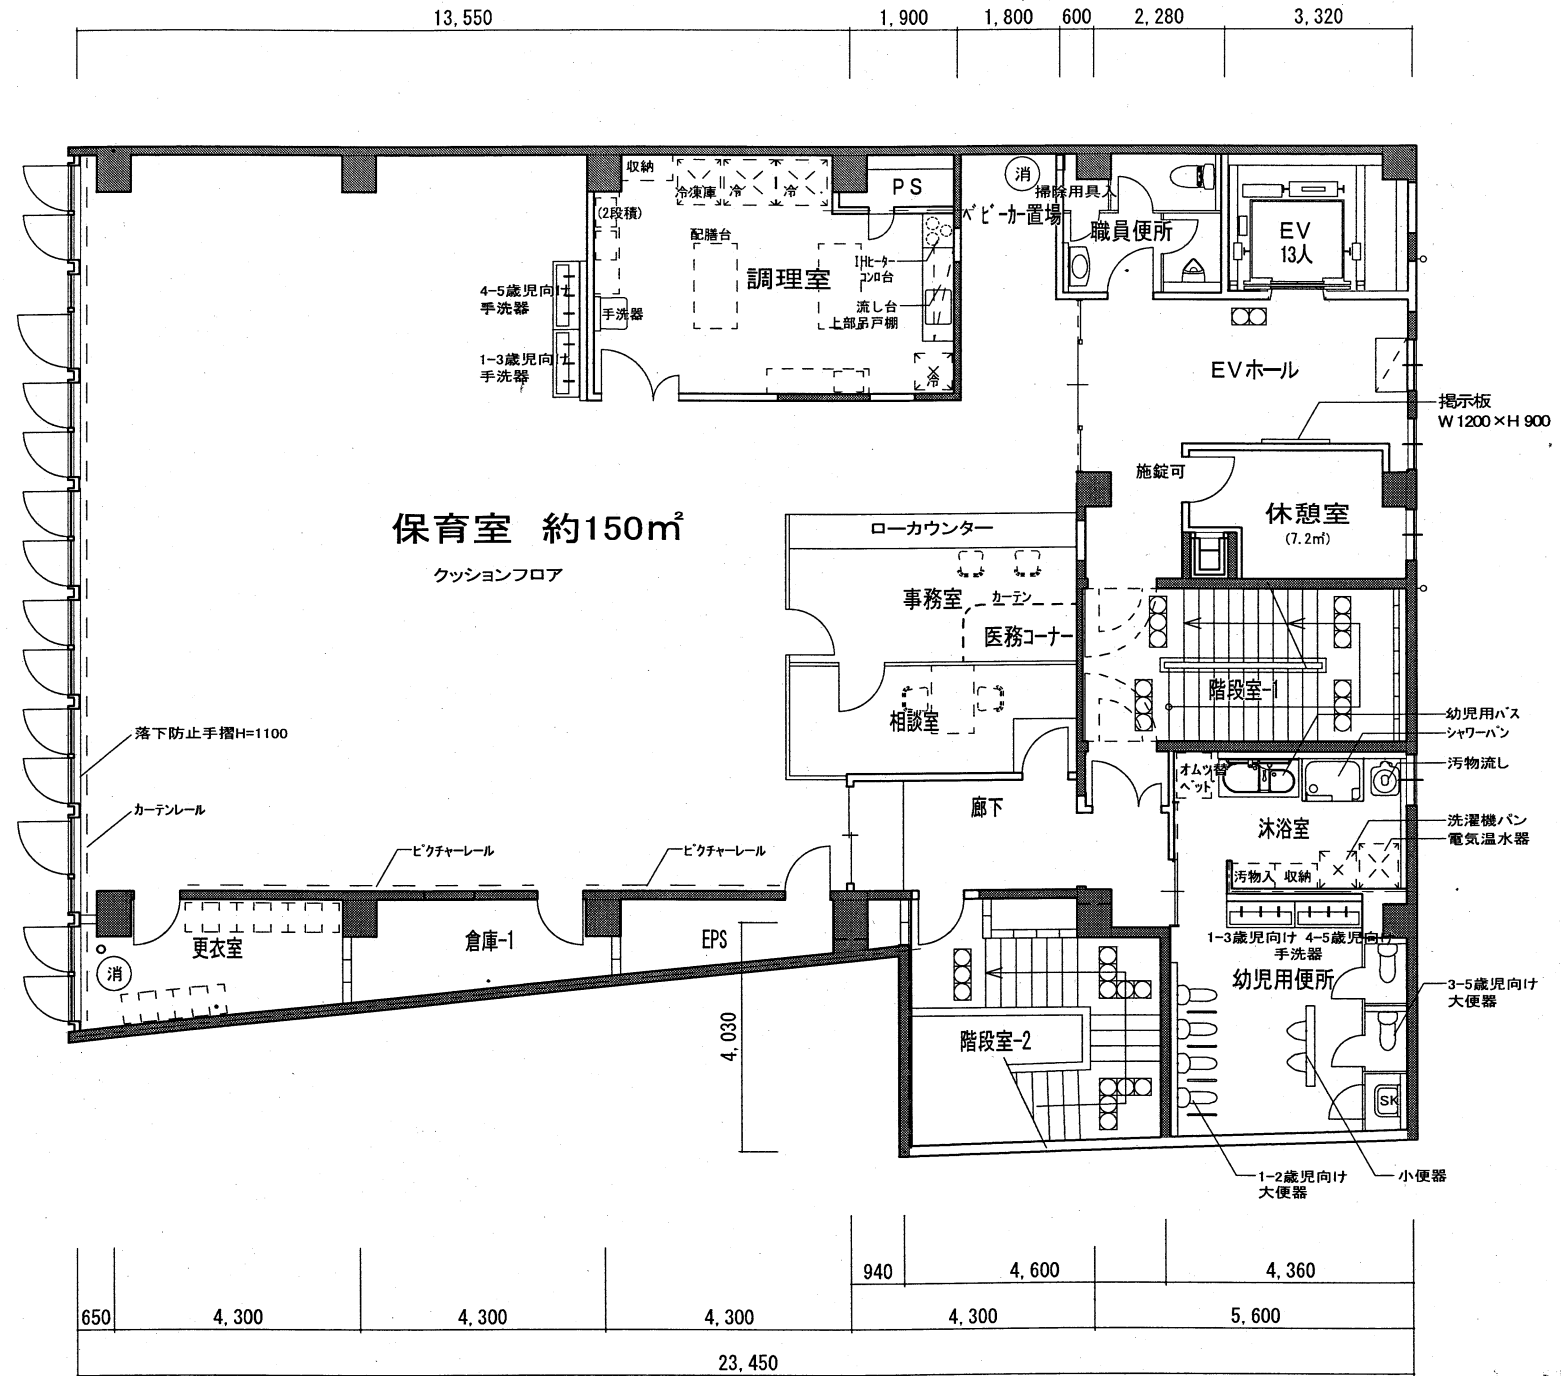 13,550
1,900
1,800
600
2,280
3,320
収納
冷凍庫
冷
冷
PS
消
掃除用具入
ベビーカー置場
職員便所
EV
13人
(2段積)
配膳台
IHヒーター
コンロ台
調理室
流し台
上部吊戸棚
手洗器
冷
4-5歳児向け
手洗器
1-3歳児向け
手洗器
EVホール
掲示板
W1200×H900
施錠可
休憩室
(7.2㎡)
保育室 約150㎡
クッションフロア
ローカウンター
事務室
カーテン
医務コーナー
階段室-1
相談室
落下防止手摺H=1100
カーテンレール
幼児用バス
シャワーパン
汚物流し
オムツ替
ベット
廊下
沐浴室
洗濯機パン
電気温水器
汚物入
収納
ピクチャーレール
ピクチャーレール
更衣室
倉庫-1
EPS
消
1-3歳児向け 4-5歳児向け
手洗器
幼児用便所
3-5歳児向け
大便器
4,030
階段室-2
SK
1-2歳児向け
大便器
小便器
940
4,600
4,360
650
4,300
4,300
4,300
4,300
5,600
23,450